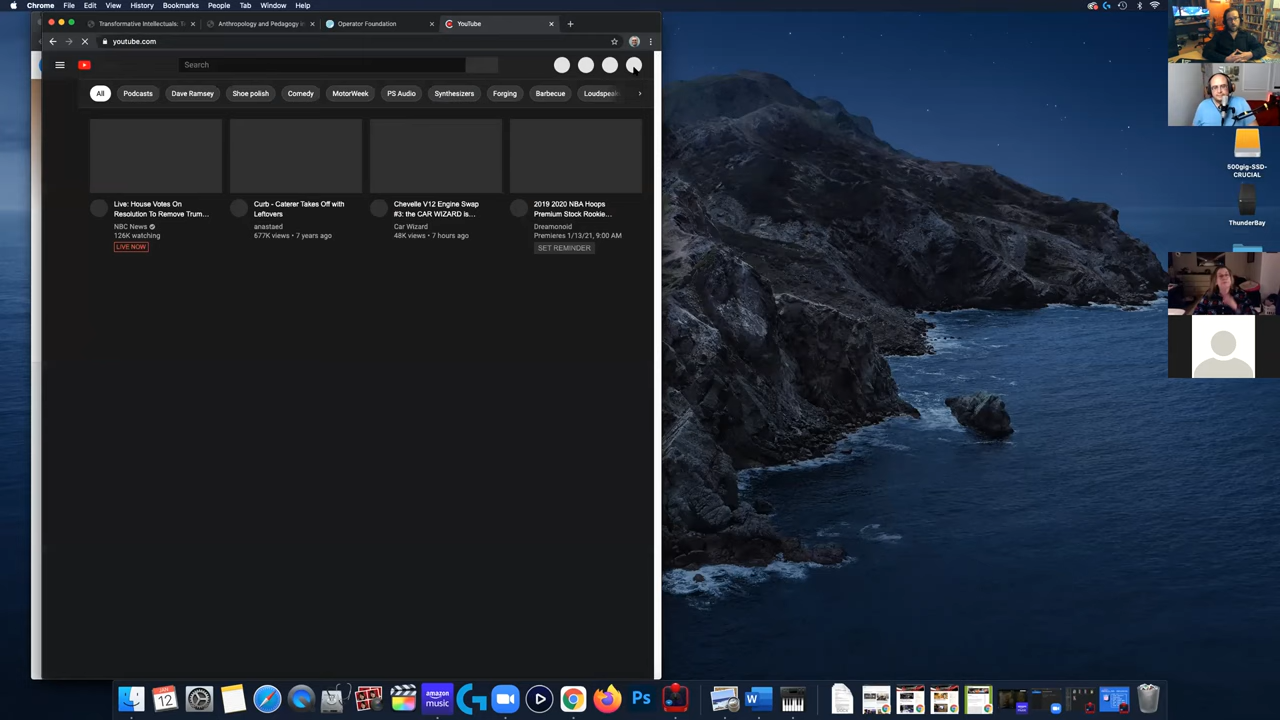 Chrome File Edit View History Bookmarks People Tab Window Help
Transformative Intellectuals: T
Anthropology and Pedagogy i
Operator Foundation
YouTube
youtube.com
Search
All Podcasts Dave Ramsey Shoe polish Comedy MotorWeek PS Audio Synthesizers Forging Barbecue Loudspeak
Live: House Votes On
Resolution To Remove Trum...
NBC News
126K watching
LIVE NOW
Curb - Caterer Takes Off with
Leftovers
anastaed
677K views • 7 years ago
Chevelle V12 Engine Swap
#3: the CAR WIZARD is...
Car Wizard
48K views • 7 hours ago
2019 2020 NBA Hoops
Premium Stock Rookie...
Dreamonoid
Premieres 1/13/21, 9:00 AM
SET REMINDER
500gig-SSD-
CRUCIAL
ThunderBay
JAN
12
amazon
music
Ps